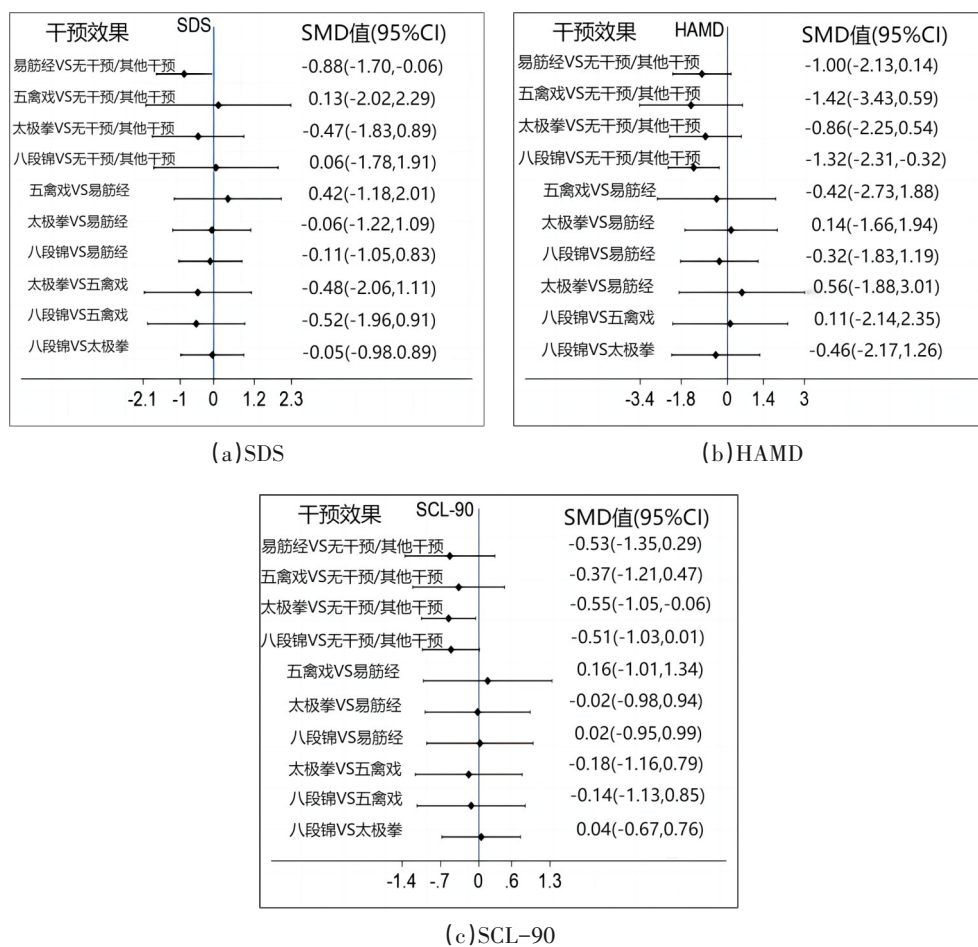 干预效果 SDS SMD值(95%CI)
易筋经VS无干预/其他干预 -0.88(-1.70,-0.06)
五禽戏VS无干预/其他干预 0.13(-2.02,2.29)
太极拳VS无干预/其他干预 -0.47(-1.83,0.89)
八段锦VS无干预/其他干预 0.06(-1.78,1.91)
五禽戏VS易筋经 0.42(-1.18,2.01)
太极拳VS易筋经 -0.06(-1.22,1.09)
八段锦VS易筋经 -0.11(-1.05,0.83)
太极拳VS五禽戏 -0.48(-2.06,1.11)
八段锦VS五禽戏 -0.52(-1.96,0.91)
八段锦VS太极拳 -0.05(-0.98.0.89)
-2.1 -1 0 1.2 2.3
(a)SDS
干预效果 HAMD SMD值(95%CI)
易筋经VS无干预/其他干预 -1.00(-2.13,0.14)
五禽戏VS无干预/其他干预 -1.42(-3.43,0.59)
太极拳VS无干预/其他干预 -0.86(-2.25,0.54)
八段锦VS无干预/其他干预 -1.32(-2.31,-0.32)
五禽戏VS易筋经 -0.42(-2.73,1.88)
太极拳VS易筋经 0.14(-1.66,1.94)
八段锦VS易筋经 -0.32(-1.83,1.19)
太极拳VS易筋经 0.56(-1.88,3.01)
八段锦VS五禽戏 0.11(-2.14,2.35)
八段锦VS太极拳 -0.46(-2.17,1.26)
-3.4 -1.8 0 1.4 3
(b)HAMD
干预效果 SCL-90 SMD值(95%CI)
易筋经VS无干预/其他干预 -0.53(-1.35,0.29)
五禽戏VS无干预/其他干预 -0.37(-1.21,0.47)
太极拳VS无干预/其他干预 -0.55(-1.05,-0.06)
八段锦VS无干预/其他干预 -0.51(-1.03,0.01)
五禽戏VS易筋经 0.16(-1.01,1.34)
太极拳VS易筋经 -0.02(-0.98,0.94)
八段锦VS易筋经 0.02(-0.95,0.99)
太极拳VS五禽戏 -0.18(-1.16,0.79)
八段锦VS五禽戏 -0.14(-1.13,0.85)
八段锦VS太极拳 0.04(-0.67,0.76)
-1.4 -.7 0 .6 1.3
(c)SCL-90